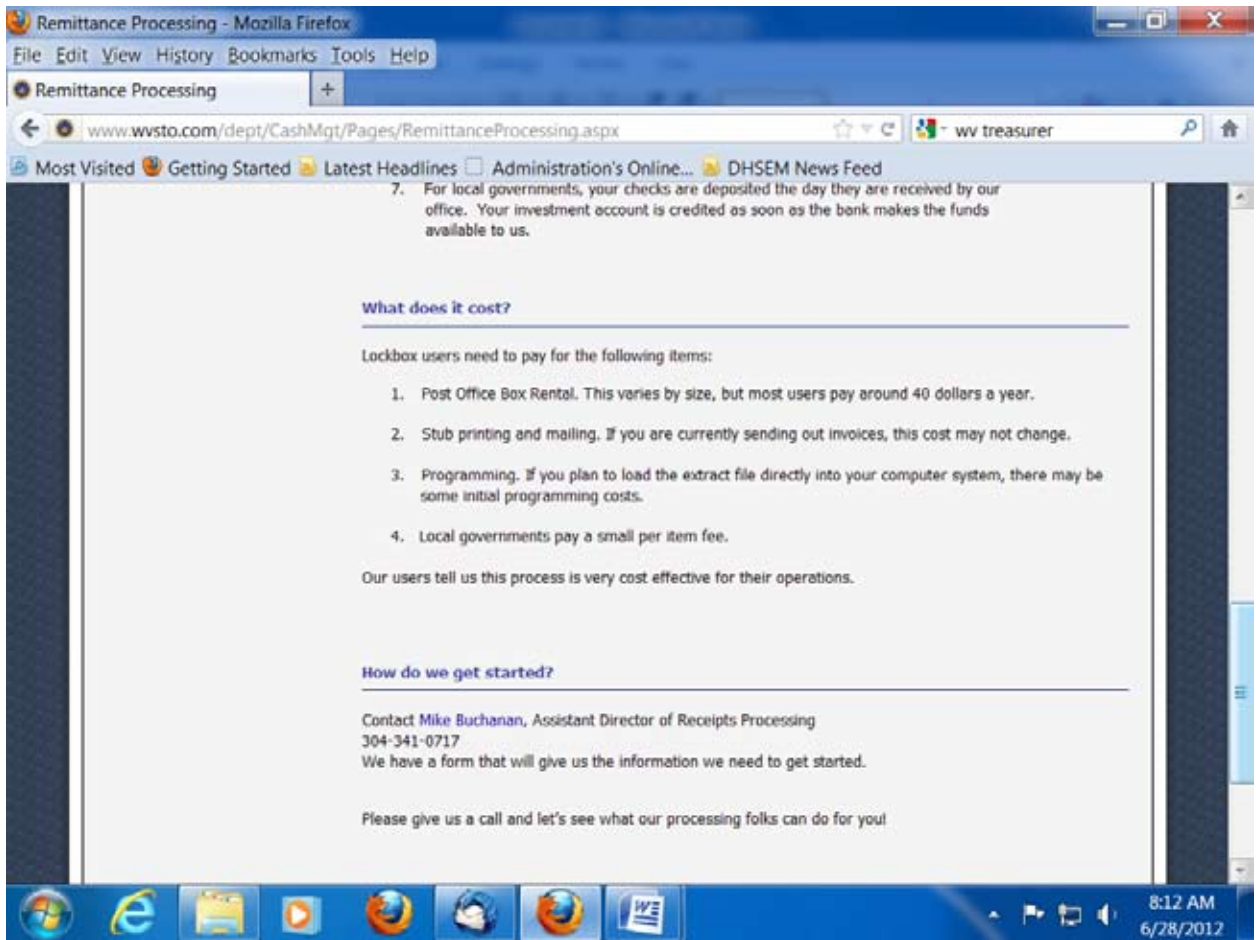 Remittance Processing - Mozilla Firefox
File Edit View History Bookmarks Tools Help
Remittance Processing +
www.wvsto.com/dept/CashMgt/Pages/RemittanceProcessing.aspx wv treasurer
Most Visited Getting Started Latest Headlines Administration's Online... DHSEM News Feed
7. For local governments, your checks are deposited the day they are received by our
office. Your investment account is credited as soon as the bank makes the funds
available to us.
What does it cost?
Lockbox users need to pay for the following items:
1. Post Office Box Rental. This varies by size, but most users pay around 40 dollars a year.
2. Stub printing and mailing. If you are currently sending out invoices, this cost may not change.
3. Programming. If you plan to load the extract file directly into your computer system, there may be
some initial programming costs.
4. Local governments pay a small per item fee.
Our users tell us this process is very cost effective for their operations.
How do we get started?
Contact Mike Buchanan, Assistant Director of Receipts Processing
304-341-0717
We have a form that will give us the information we need to get started.
Please give us a call and let's see what our processing folks can do for you!
8:12 AM
6/28/2012